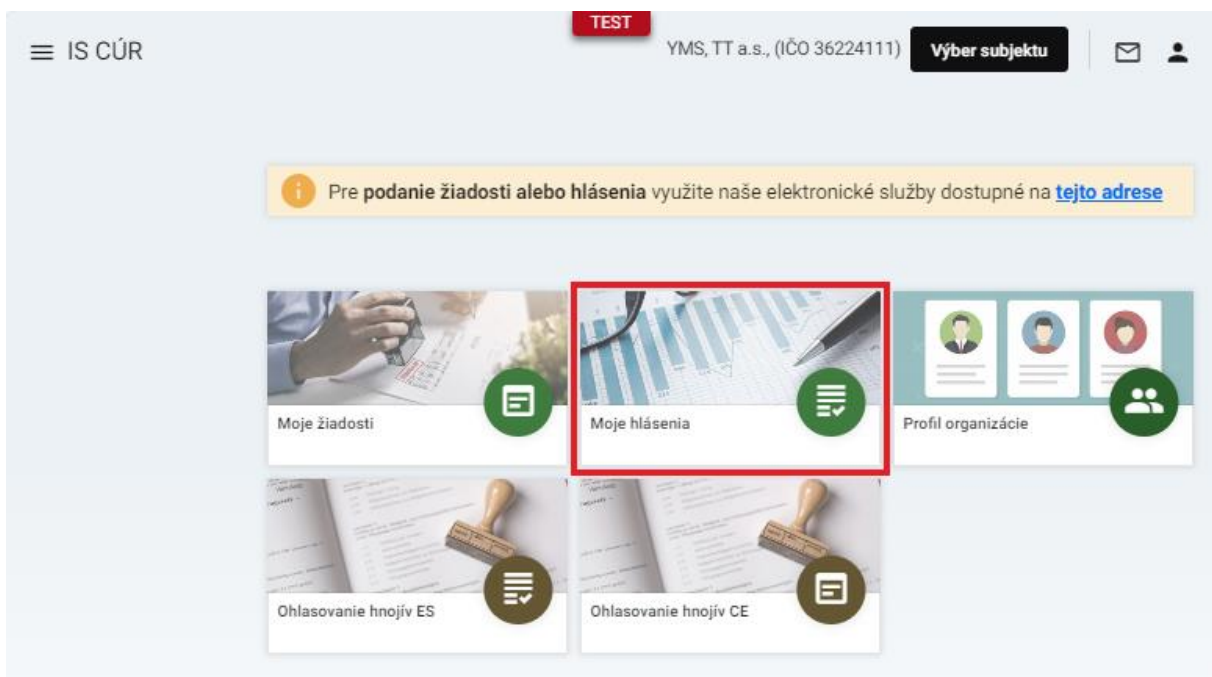 TEST
IS CÚR
YMS, TT a.s., (IČO 36224111)
Výber subjektu
Pre podanie žiadosti alebo hlásenia využite naše elektronické služby dostupné na tejto adrese
Moje žiadosti
Moje hlásenia
Profil organizácie
Ohlasovanie hnojív ES
Ohlasovanie hnojív CE